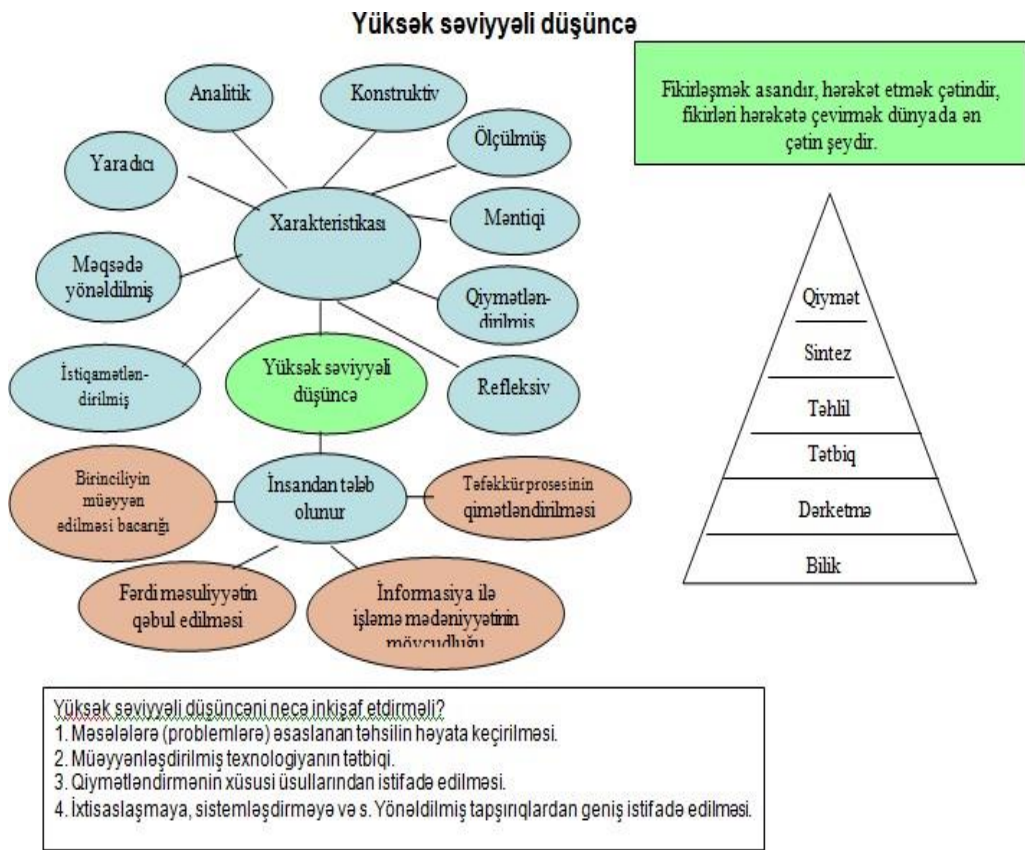 Yüksək səviyyəli düşüncə
Analitik
Konstruktiv
Ölçülmüş
Yaradıcı
Xarakteristikası
Məntiqi
Məqsədə
yönəldilmiş
Qiymətlən-
dirilmiş
İstiqamətlən-
dirilmiş
Yüksək səviyyəli
düşüncə
Refleksiv
Birinciliyin
müəyyən
edilməsi bacarığı
İnsandan tələb
olunur
Təfəkkür prosesinin
qimətləndirilməsi
Fərdi məsuliyyətin
qəbul edilməsi
İnformasiya ilə
işləmə mədəniyyətinin
mövcudluğu
Fikirləşmək asandır, hərəkət etmək çətindir,
fikirləri hərəkətə çevirmək dünyada ən
çətin şeydir.
Qiymət
Sintez
Təhlil
Tətbiq
Dərketmə
Bilik
Yüksək səviyyəli düşüncəni necə inkişaf etdirməli?
1. Məsələlərə (problemlərə) əsaslanan təhsilin həyata keçirilməsi.
2. Müəyyənləşdirilmiş texnologiyanın tətbiqi.
3. Qiymətləndirmənin xüsusi üsullarından istifadə edilməsi.
4. İxtisaslaşmaya, sistemləşdirməyə və s. Yönəldilmiş tapşırıqlardan geniş istifadə edilməsi.